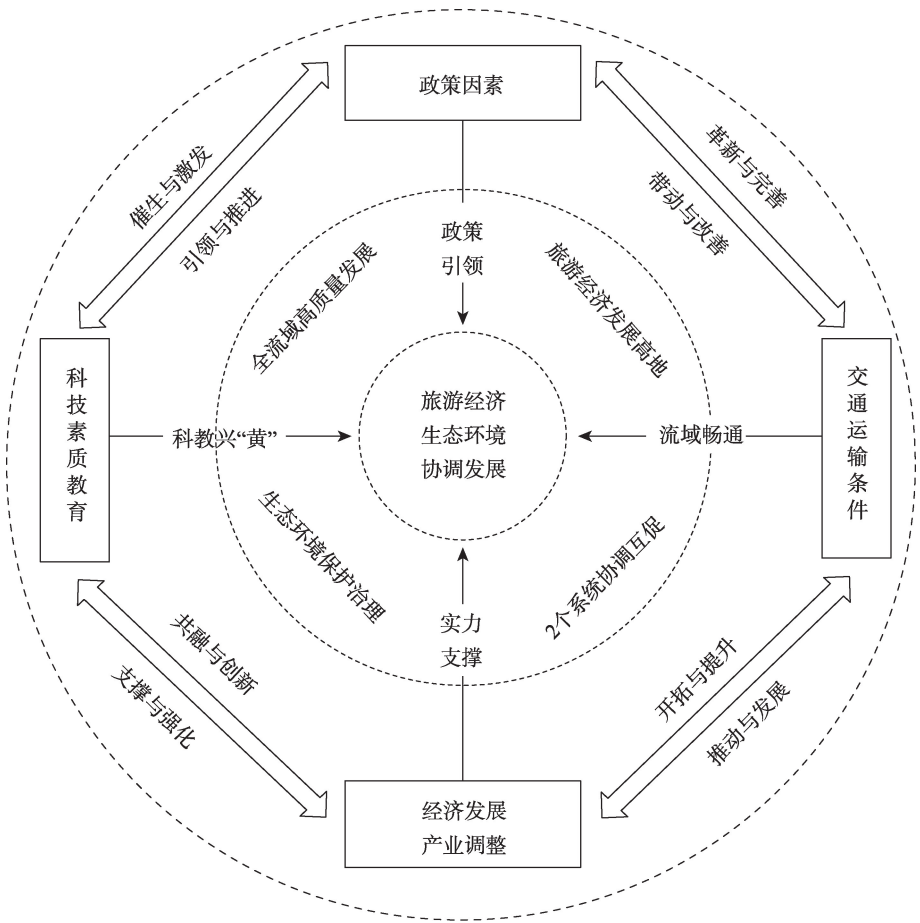 政策因素
催生与激发
引领与推进
革新与完善
带动与改善
政策
引领
全流域高质量发展
旅游经济发展高地
科技素质教育
科教兴“黄”
旅游经济
生态环境
协调发展
流域畅通
交通运输条件
生态环境保护治理
2个系统协调互促
实力
支撑
共融与创新
支撑与强化
开拓与提升
推动与发展
经济发展
产业调整